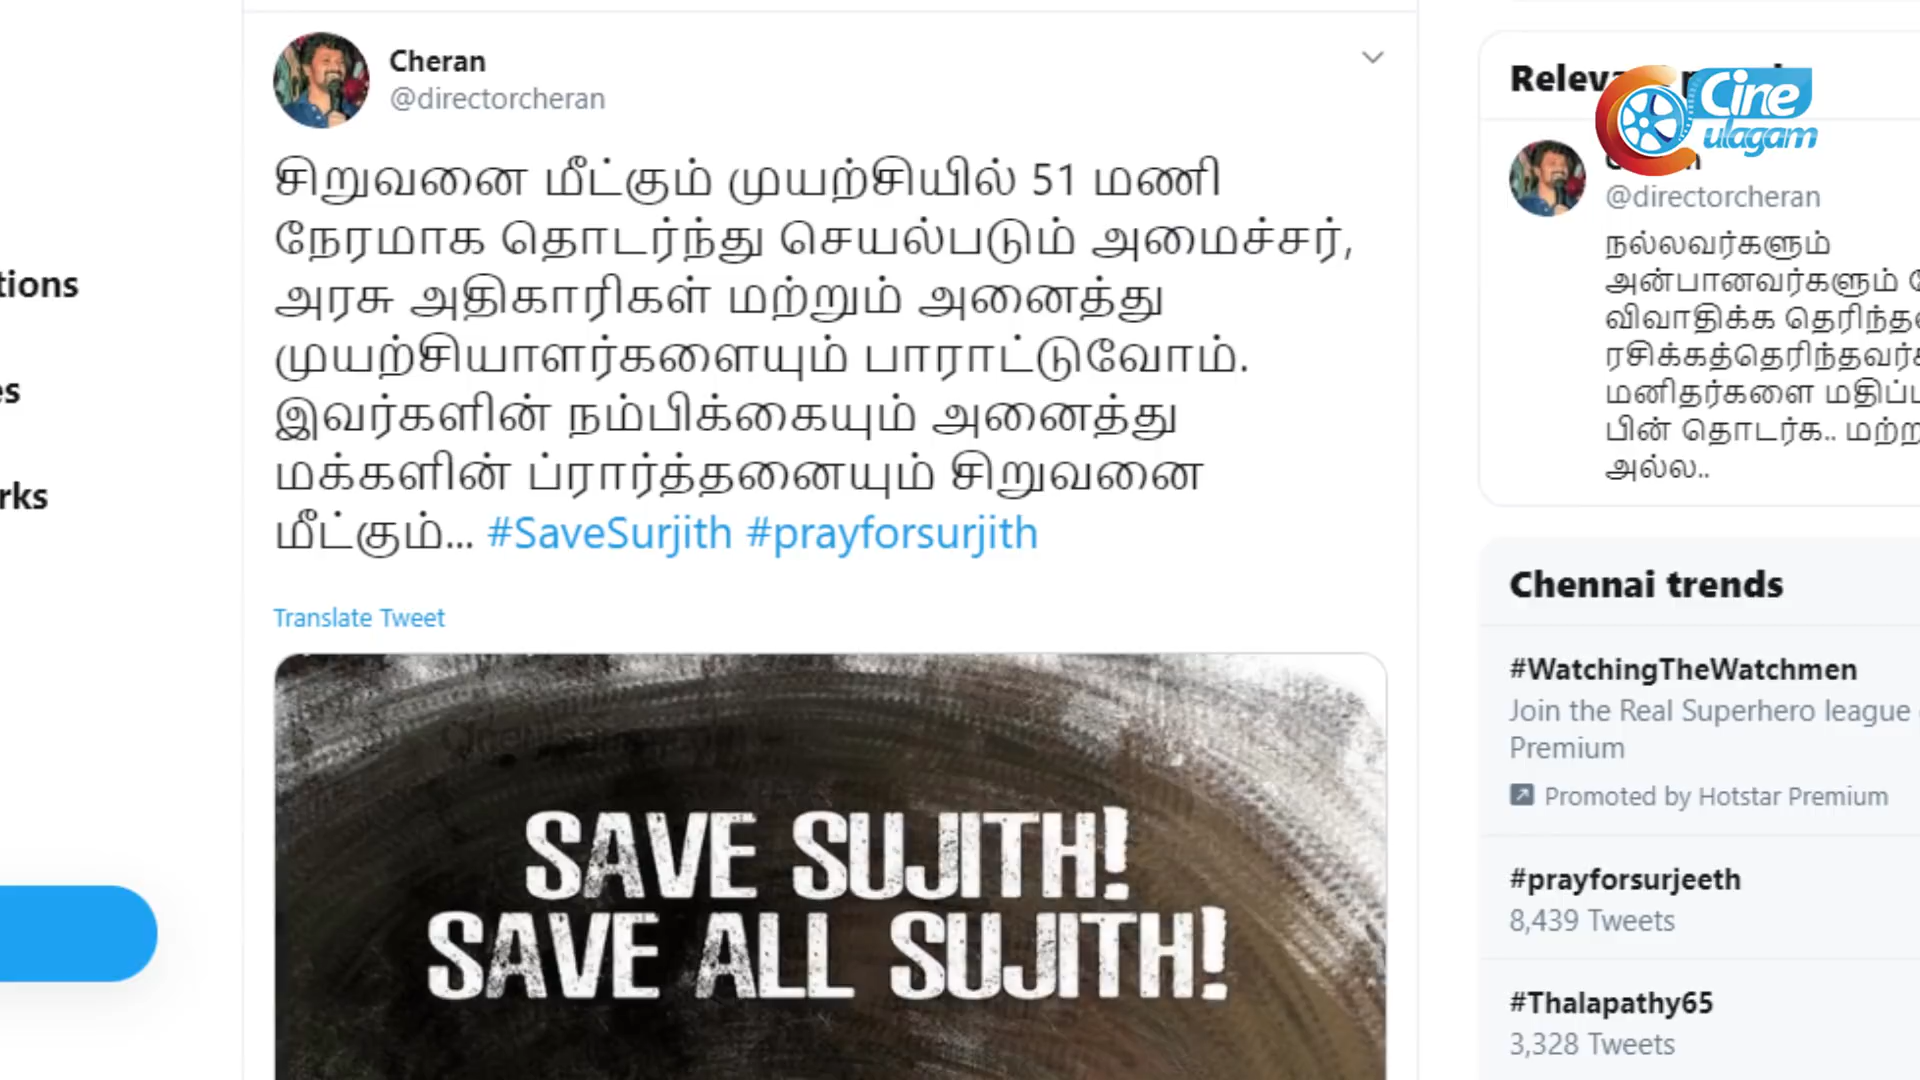 Cheran
@directorcheran
சிறுவனை மீட்கும் முயற்சியில் 51 மணி
நேரமாக தொடர்ந்து செயல்படும் அமைச்சர்,
அரசு அதிகாரிகள் மற்றும் அனைத்து
முயற்சியாளர்களையும் பாராட்டுவோம்.
இவர்களின் நம்பிக்கையும் அனைத்து
மக்களின் ப்ரார்த்தனையும் சிறுவனை
மீட்கும்... #SaveSurjith #prayforsurjith
Translate Tweet
SAVE SUJITH!
SAVE ALL SUJITH!
tions
es
rks
Cine
ulagam
@directorcheran
நல்லவர்களும்
அன்பானவர்களும்
விவாதிக்க
பின் தொடர்க..
மனிதர்களை
அல்ல..
Chennai trends
#WatchingTheWatchmen
Join the Real Superhero league
Premium
Promoted by Hotstar Premium
#prayforsurjeeth
8,439 Tweets
#Thalapathy65
3,328 Tweets